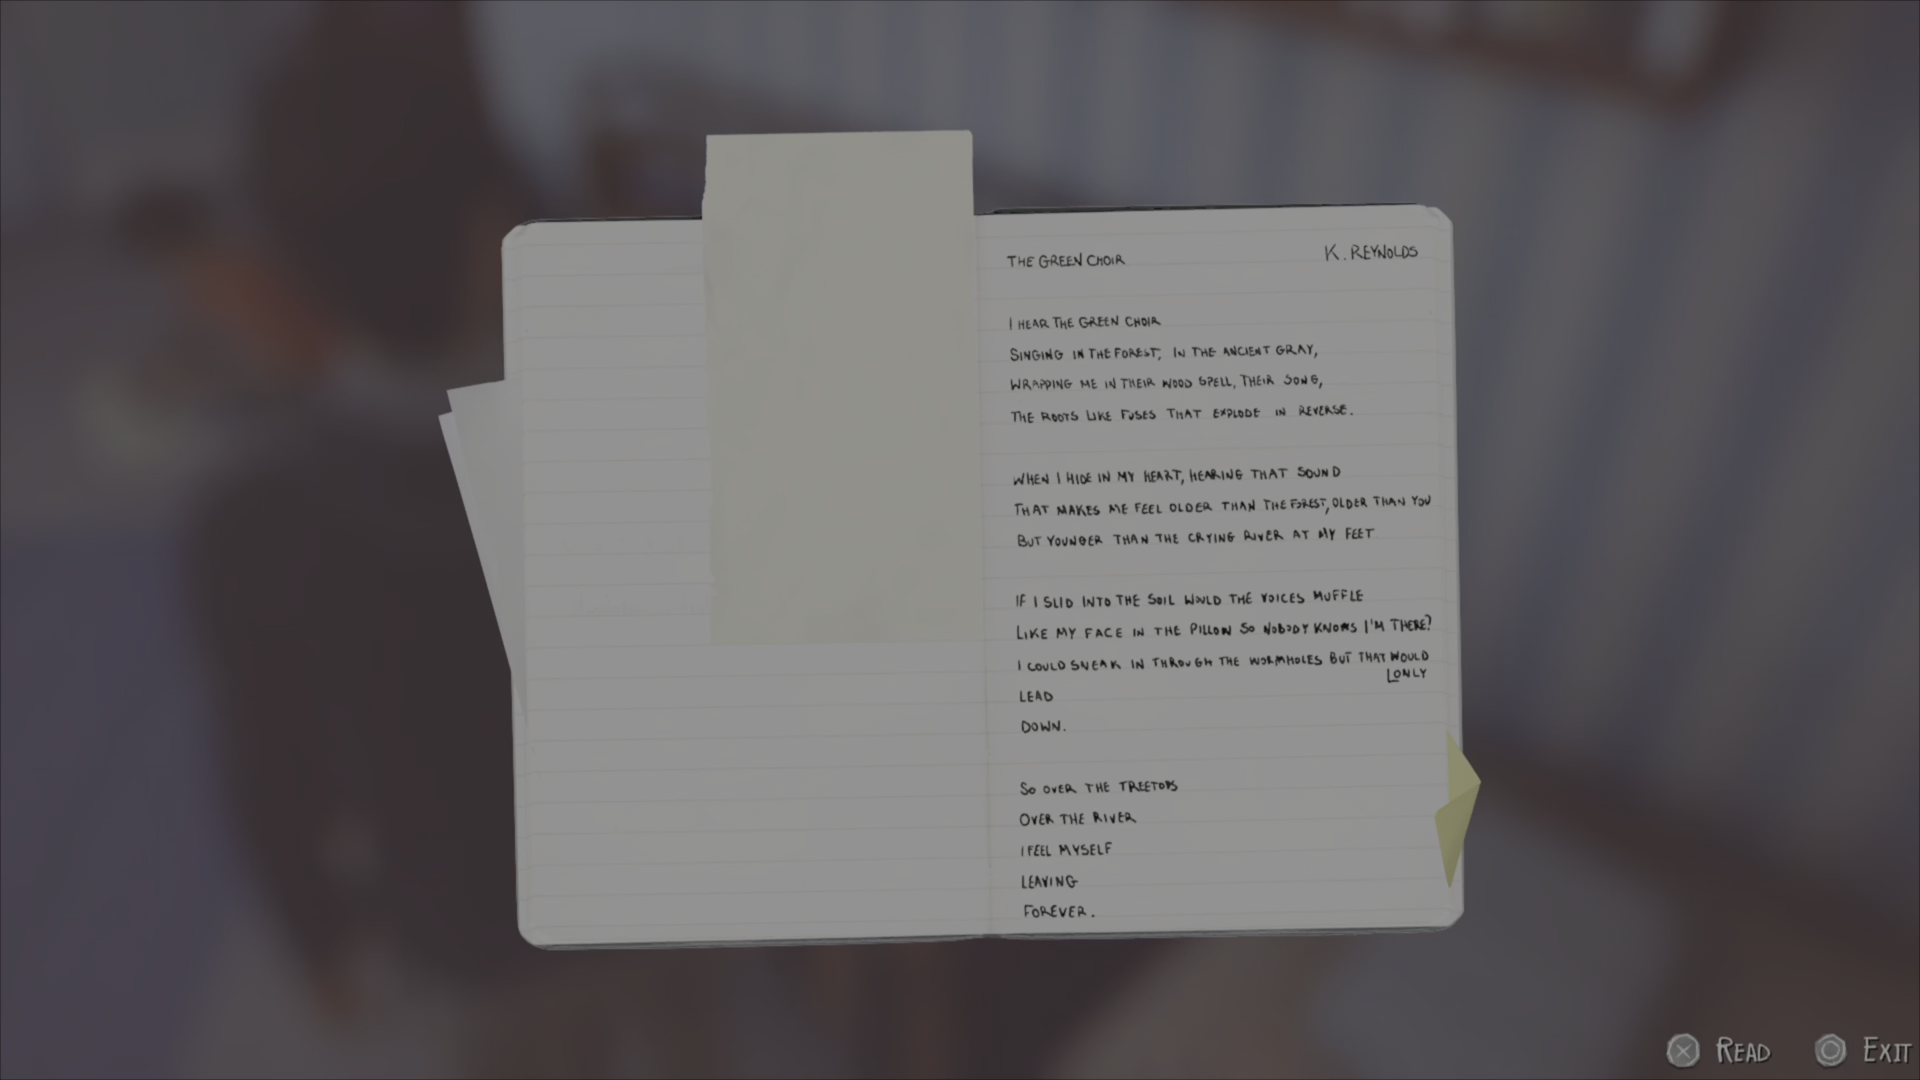 THE GREEN CHOIR
K. REYNOLDS
I HEAR THE GREEN CHOIR
SINGING IN THE FOREST, IN THE ANCIENT GRAY,
WRAPPING ME IN THEIR WOOD SPELL, THEIR SONG,
THE ROOTS LIKE FUSES THAT EXPLODE IN REVERSE.
WHEN I HIDE IN MY HEART, HEARING THAT SOUND
THAT MAKES ME FEEL OLDER THAN THE FOREST, OLDER THAN YOU
BUT YOUNGER THAN THE CRYING RIVER AT MY FEET
IF I SLID INTO THE SOIL WOULD THE VOICES MUFFLE
LIKE MY FACE IN THE PILLOW SO NOBODY KNOWS I'M THERE?
I COULD SNEAK IN THROUGH THE WORMHOLES BUT THAT WOULD
ONLY
LEAD
DOWN.
SO OVER THE TREETOPS
OVER THE RIVER
I FEEL MYSELF
LEAVING
FOREVER.
READ EXIT